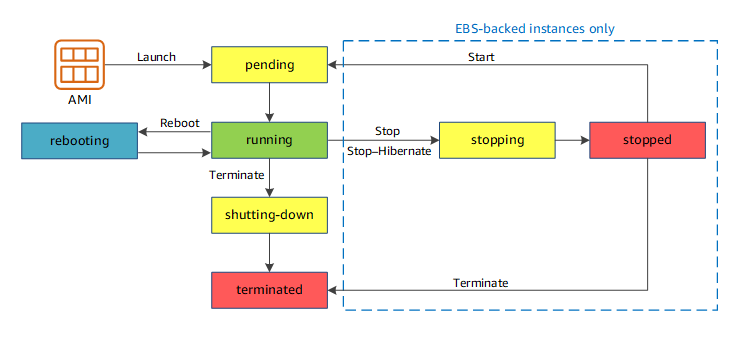 EBS-backed instances only
Launch
pending
Start
AMI
Reboot
rebooting
running
Stop
Stop–Hibernate
stopping
stopped
Terminate
shutting-down
terminated
Terminate